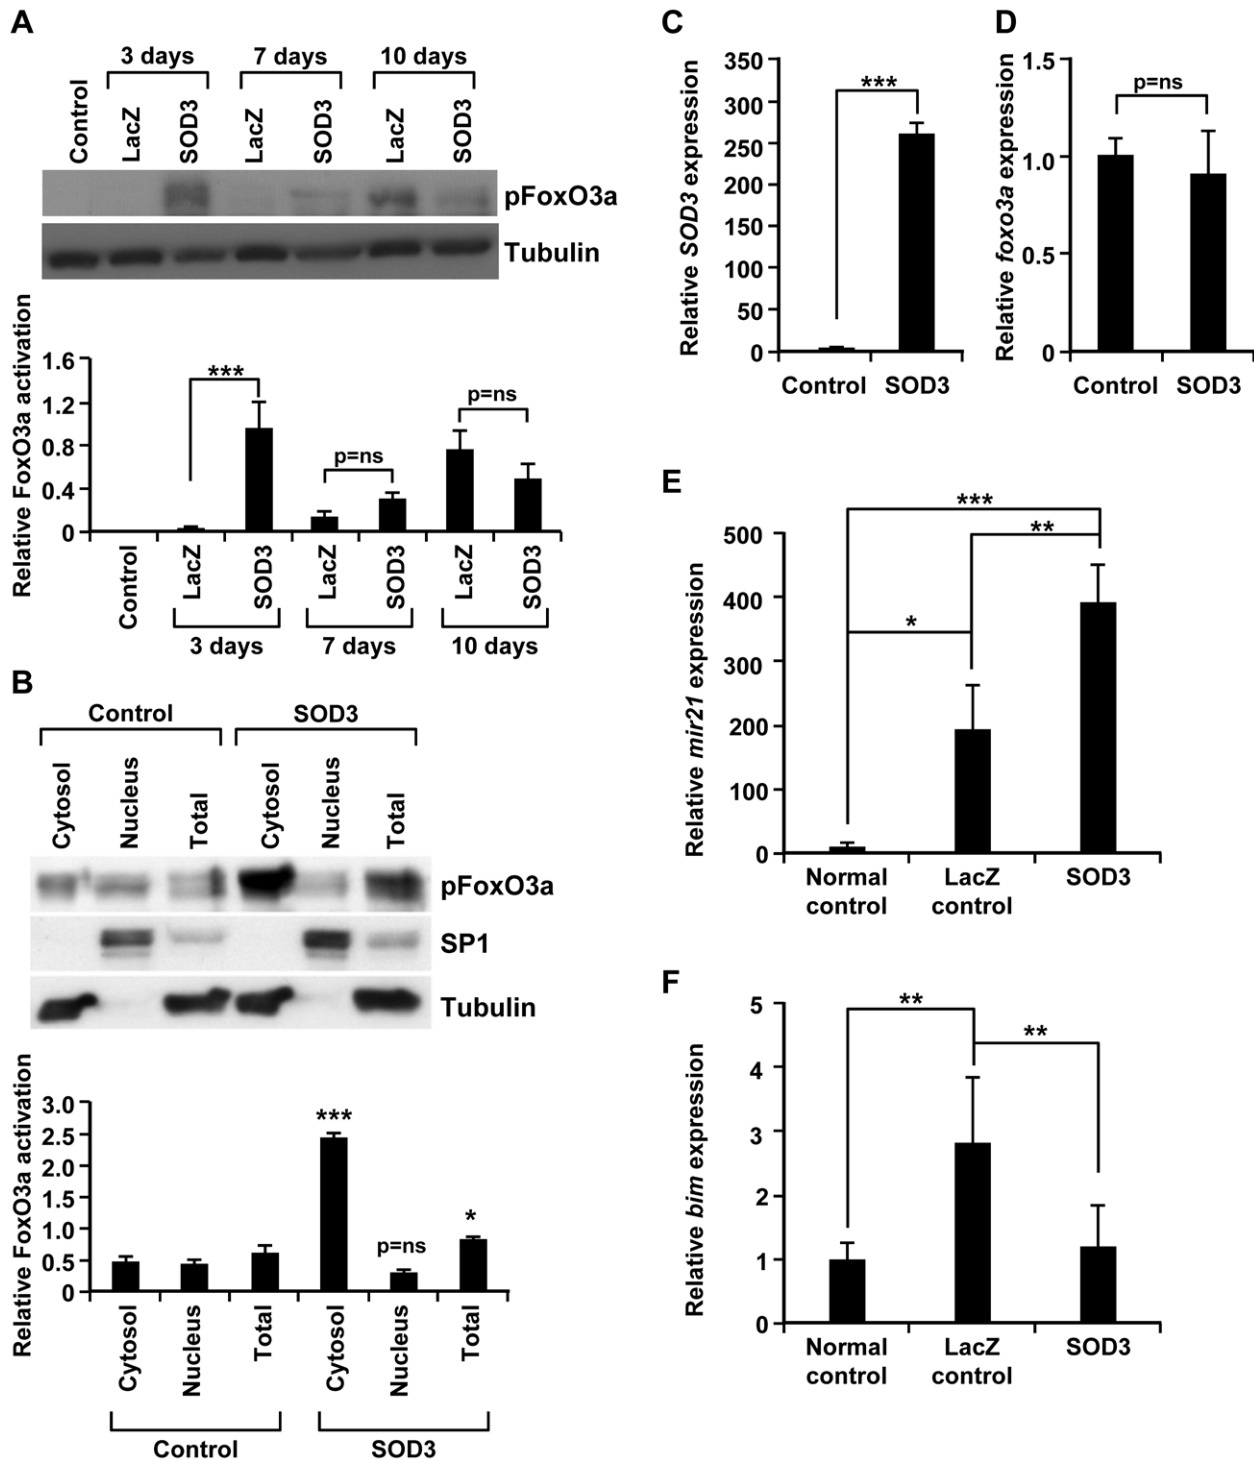 A
3 days
7 days
10 days
Control
LacZ
SOD3
LacZ
SOD3
LacZ
SOD3
pFoxO3a
Tubulin
Relative FoxO3a activation
1.6
1.2
0.8
0.4
0
***
p=ns
p=ns
Control
LacZ
SOD3
LacZ
SOD3
LacZ
SOD3
3 days
7 days
10 days
B
Control
SOD3
Cytosol
Nucleus
Total
Cytosol
Nucleus
Total
pFoxO3a
SP1
Tubulin
Relative FoxO3a activation
3.0
2.5
2.0
1.5
1.0
0.5
0
***
p=ns
*
Cytosol
Nucleus
Total
Cytosol
Nucleus
Total
Control
SOD3
C
Relative SOD3 expression
350
300
250
200
150
100
50
0
***
Control
SOD3
D
Relative foxo3a expression
1.5
1.0
0.5
0
p=ns
Control
SOD3
E
Relative mir21 expression
500
400
300
200
100
0
***
**
*
Normal control
LacZ control
SOD3
F
Relative bim expression
5
4
3
2
1
0
**
**
Normal control
LacZ control
SOD3